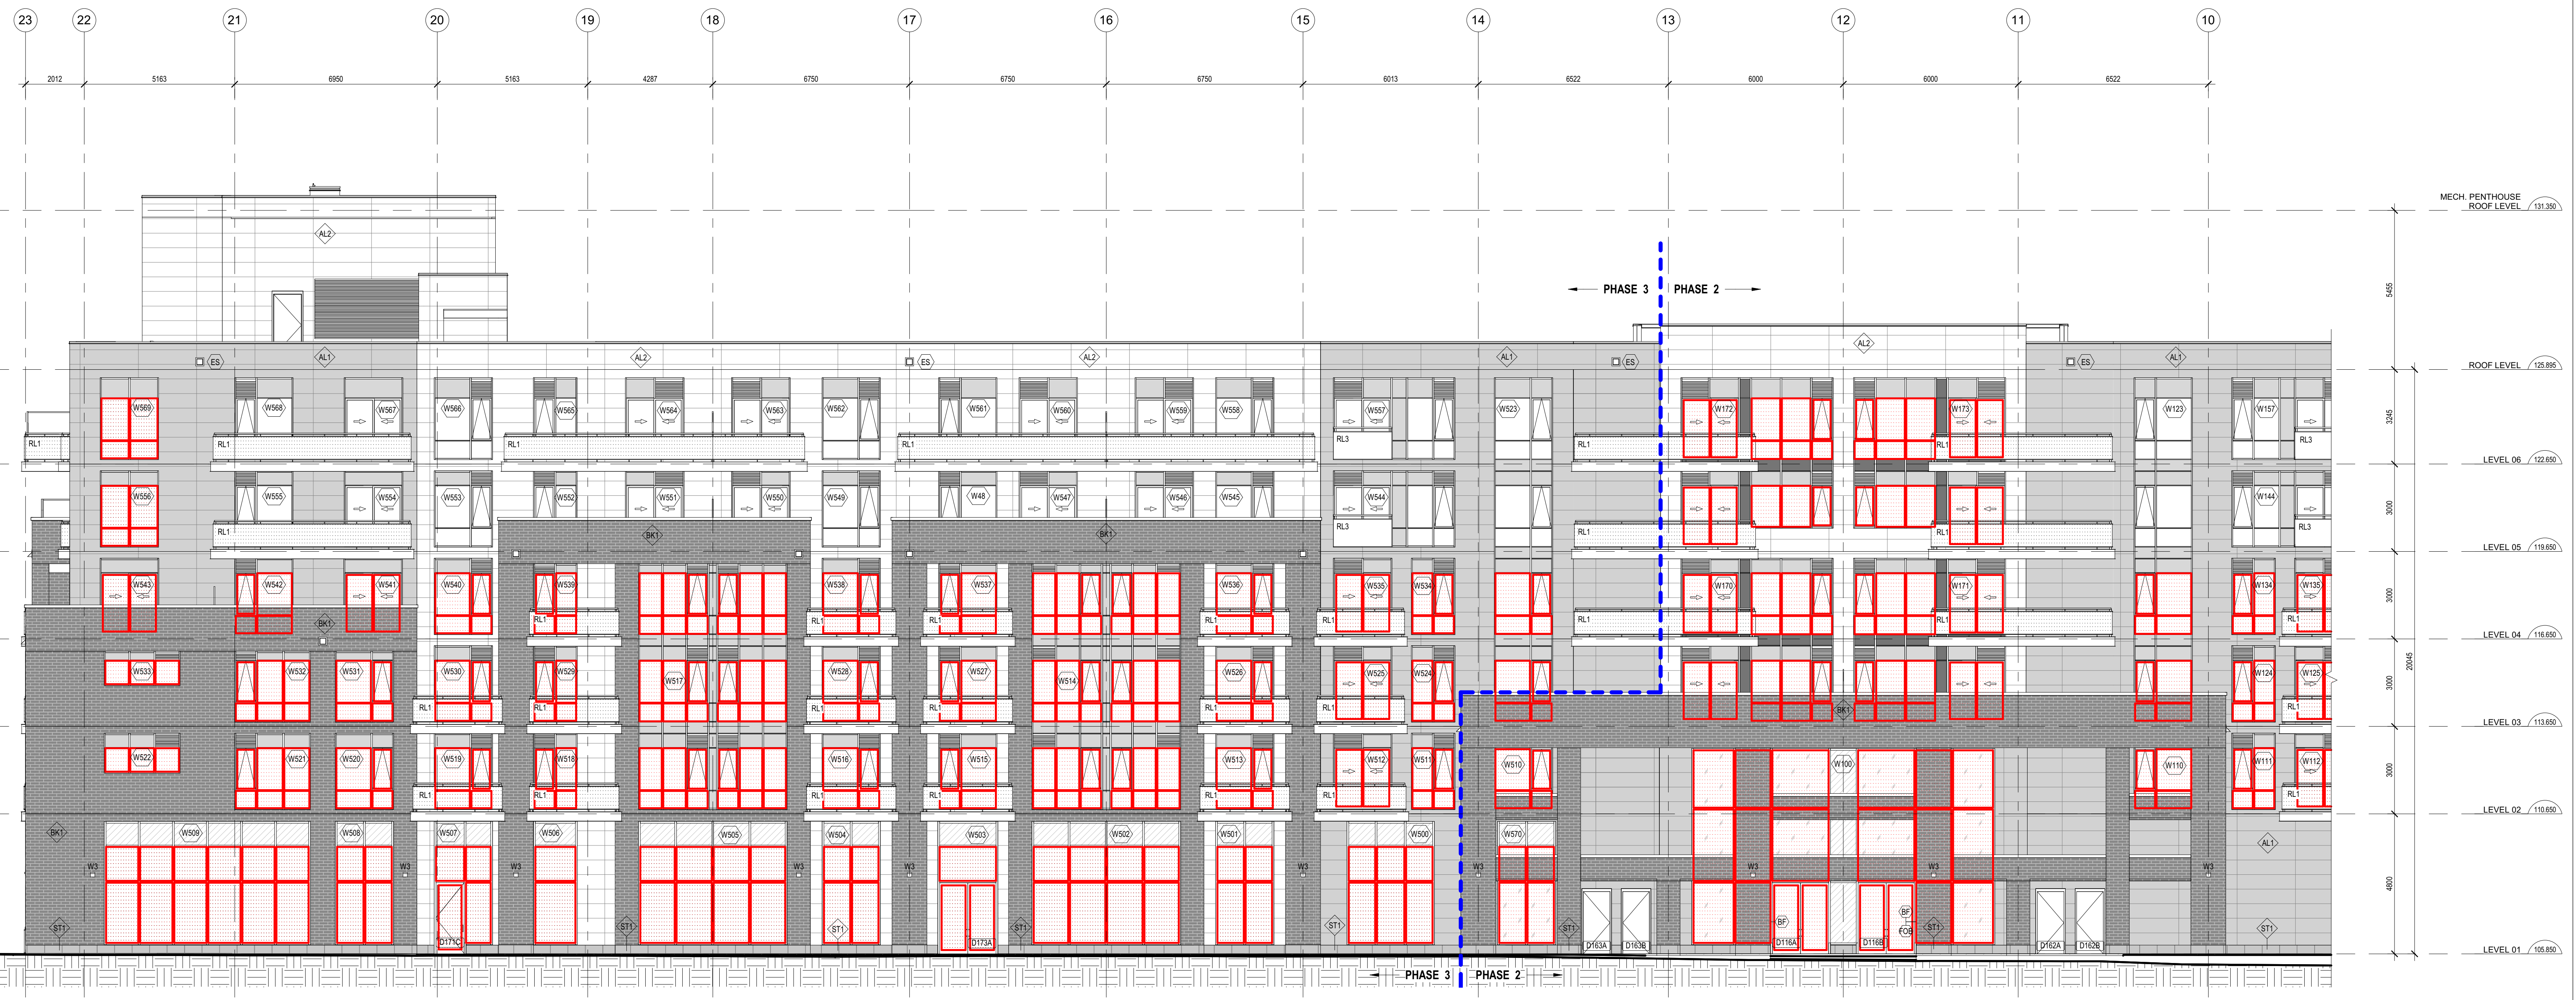 23 22 21 20 19 18 17 16 15 14 13 12 11 10
2012 5163 6950 5163 4287 6750 6750 6750 6013 6522 6000 6000 6522
MECH. PENTHOUSE
ROOF LEVEL 131.350
AL2
5455
PHASE 3 PHASE 2
AL2
ES AL1 AL2 ES AL2 AL1 ES ES AL1
ROOF LEVEL 125.895
W569 W568 W567 W566 W565 W564 W563 W562 W561 W560 W559 W558 W557 W523 W172 W173 W123 W157
3245
RL1 RL1 RL1 RL1 RL3 RL1 RL1 RL3
LEVEL 06 122.650
W556 W555 W554 W553 W552 W551 W550 W549 W48 W547 W546 W545 W544 W144
3000
RL1 RL1 BK1 BK1 RL3 RL1 RL1 RL3
LEVEL 05 119.650
W543 W542 W541 W540 W539 W538 W537 W536 W535 W534 W170 W171 W134 W135
3000
BK1 RL1 RL1 RL1 RL1 RL1 RL1 RL1 RL1
LEVEL 04 116.650
20045
W533 W532 W531 W530 W529 W517 W528 W527 W514 W526 W525 W524 W124 W125
3000
RL1 RL1 RL1 RL1 RL1 RL1 BK1 RL1
LEVEL 03 113.650
W522 W521 W520 W519 W518 W516 W515 W513 W512 W511 W510 W100 W110 W111 W112
3000
RL1 RL1 RL1 RL1 RL1 RL1 RL1
LEVEL 02 110.650
BK1 W509 W508 W507 W506 W505 W504 W503 W502 W501 W500 W570 AL1
W3 W3 W3 W3 W3 W3 W3 W3 W3 W3
4800
ST1 ST1 ST1 ST1 ST1 ST1 BF BF FOB ST1 ST1
D171C D173A D163A D163B D116A D116B D162A D162B
LEVEL 01 105.850
PHASE 3 PHASE 2